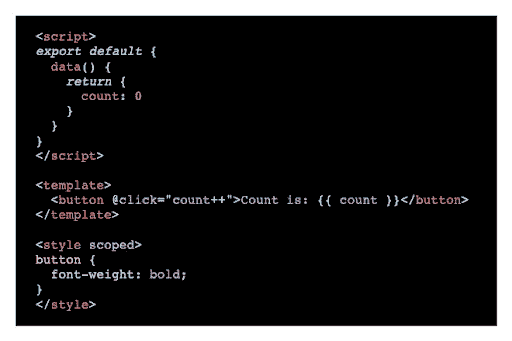 <script>
export default {
  data() {
    return {
      count: 0
    }
  }
}
</script>

<template>
  <button @click="count++">Count is: {{ count }}</button>
</template>

<style scoped>
button {
  font-weight: bold;
}
</style>